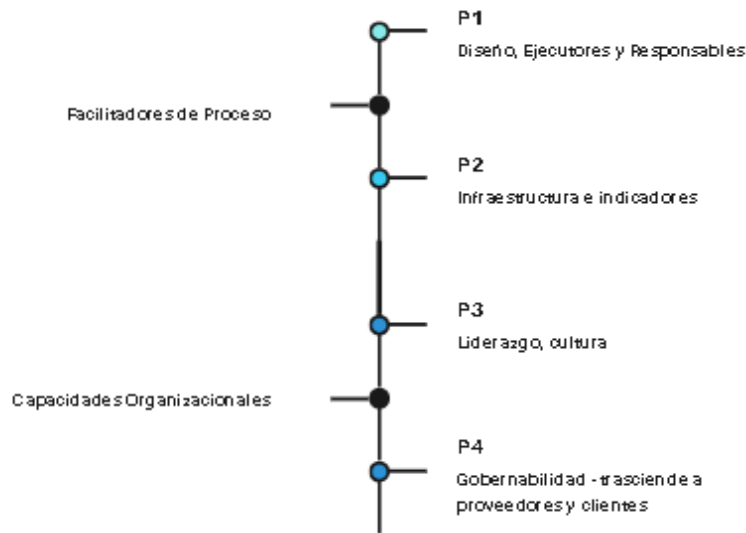 P1
Diseño, Ejecutores y Responsables
Facilitadores de Proceso
P2
Infraestructura e indicadores
P3
Liderazgo, cultura
Capacidades Organizacionales
P4
Gobernabilidad - trasciende a
proveedores y clientes